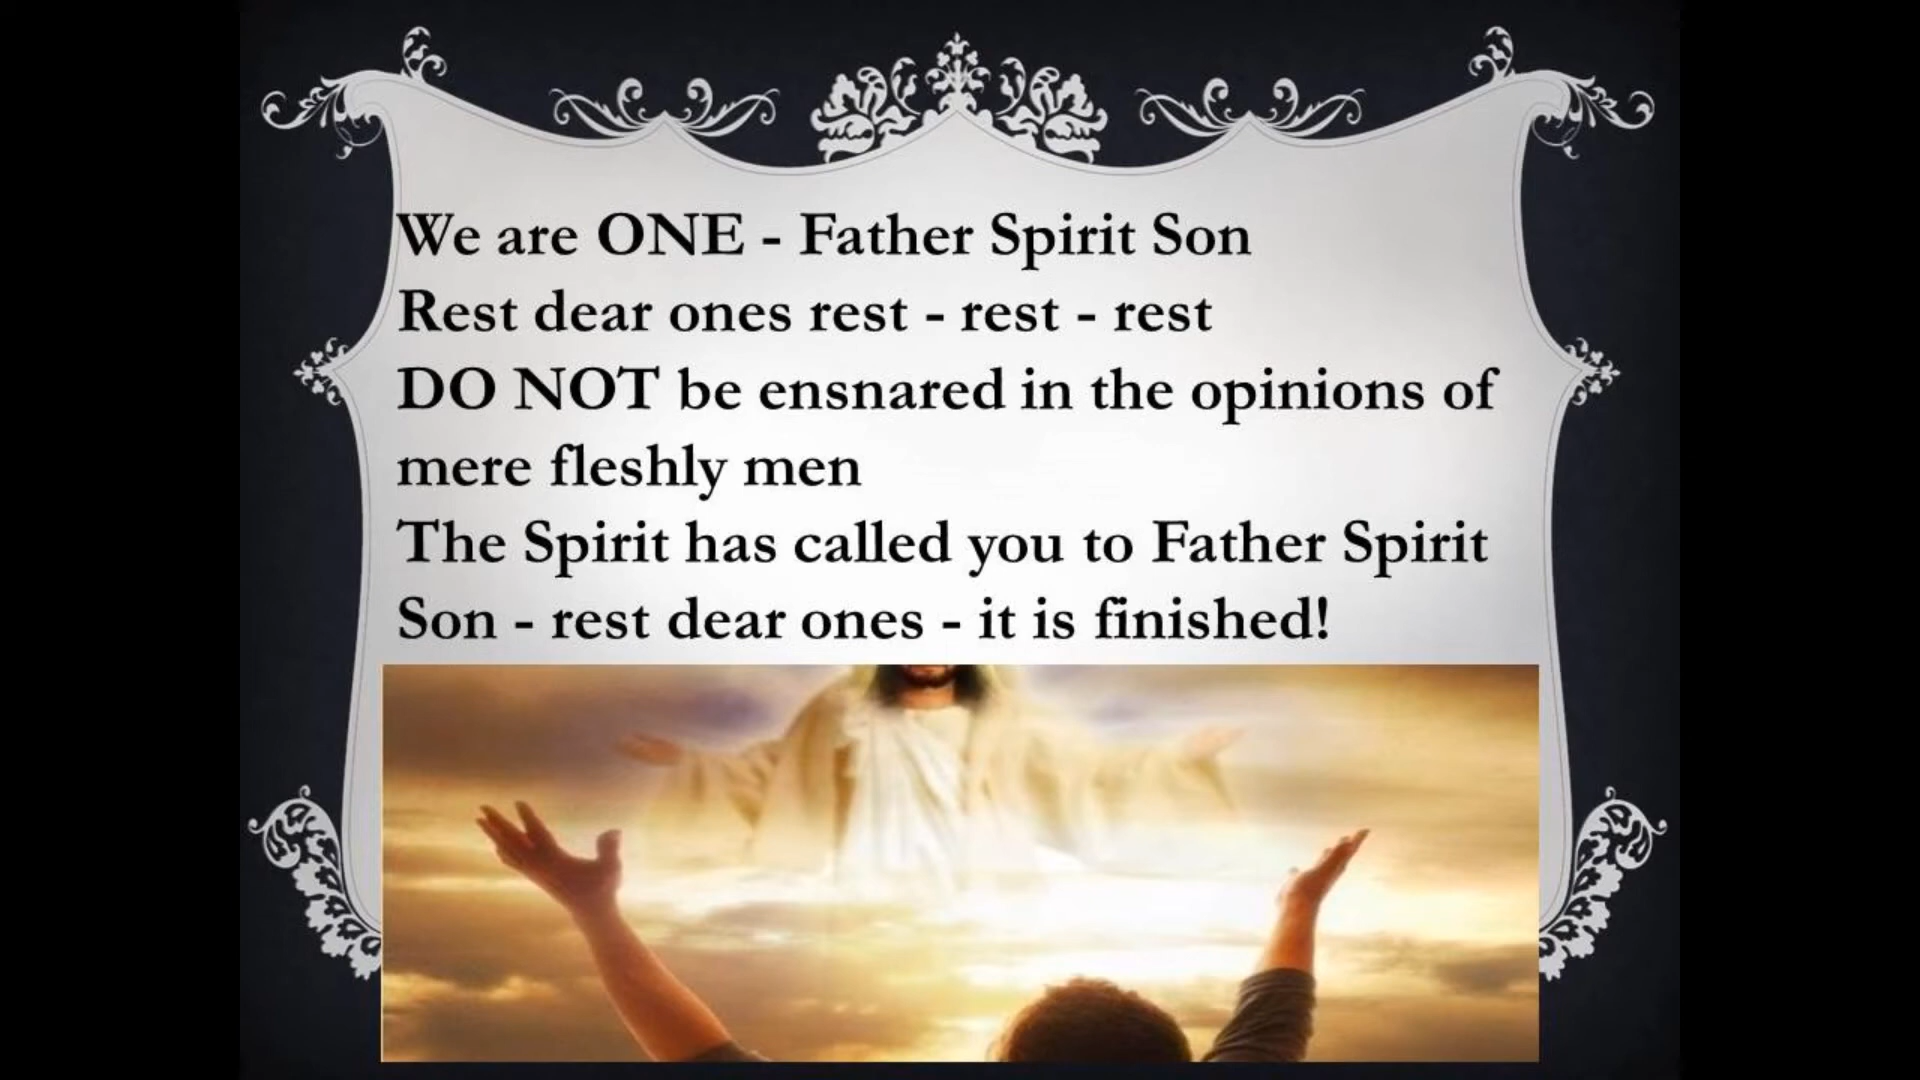 We are ONE - Father Spirit Son
Rest dear ones rest - rest - rest
DO NOT be ensnared in the opinions of
mere fleshly men
The Spirit has called you to Father Spirit
Son - rest dear ones - it is finished!